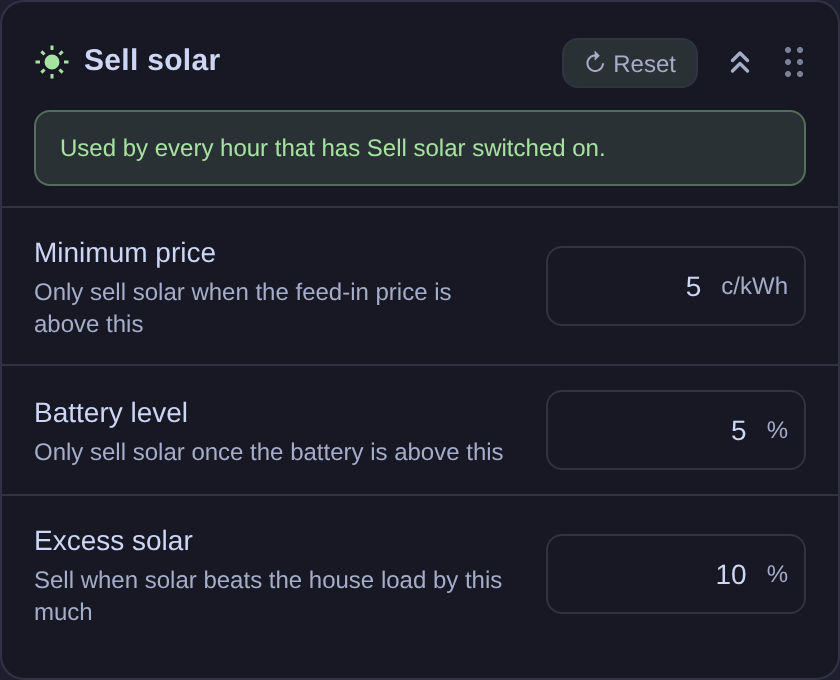 Sell solar
Reset
Used by every hour that has Sell solar switched on.
Minimum price
Only sell solar when the feed-in price is
above this
5 c/kWh
Battery level
Only sell solar once the battery is above this
5 %
Excess solar
Sell when solar beats the house load by this
much
10 %